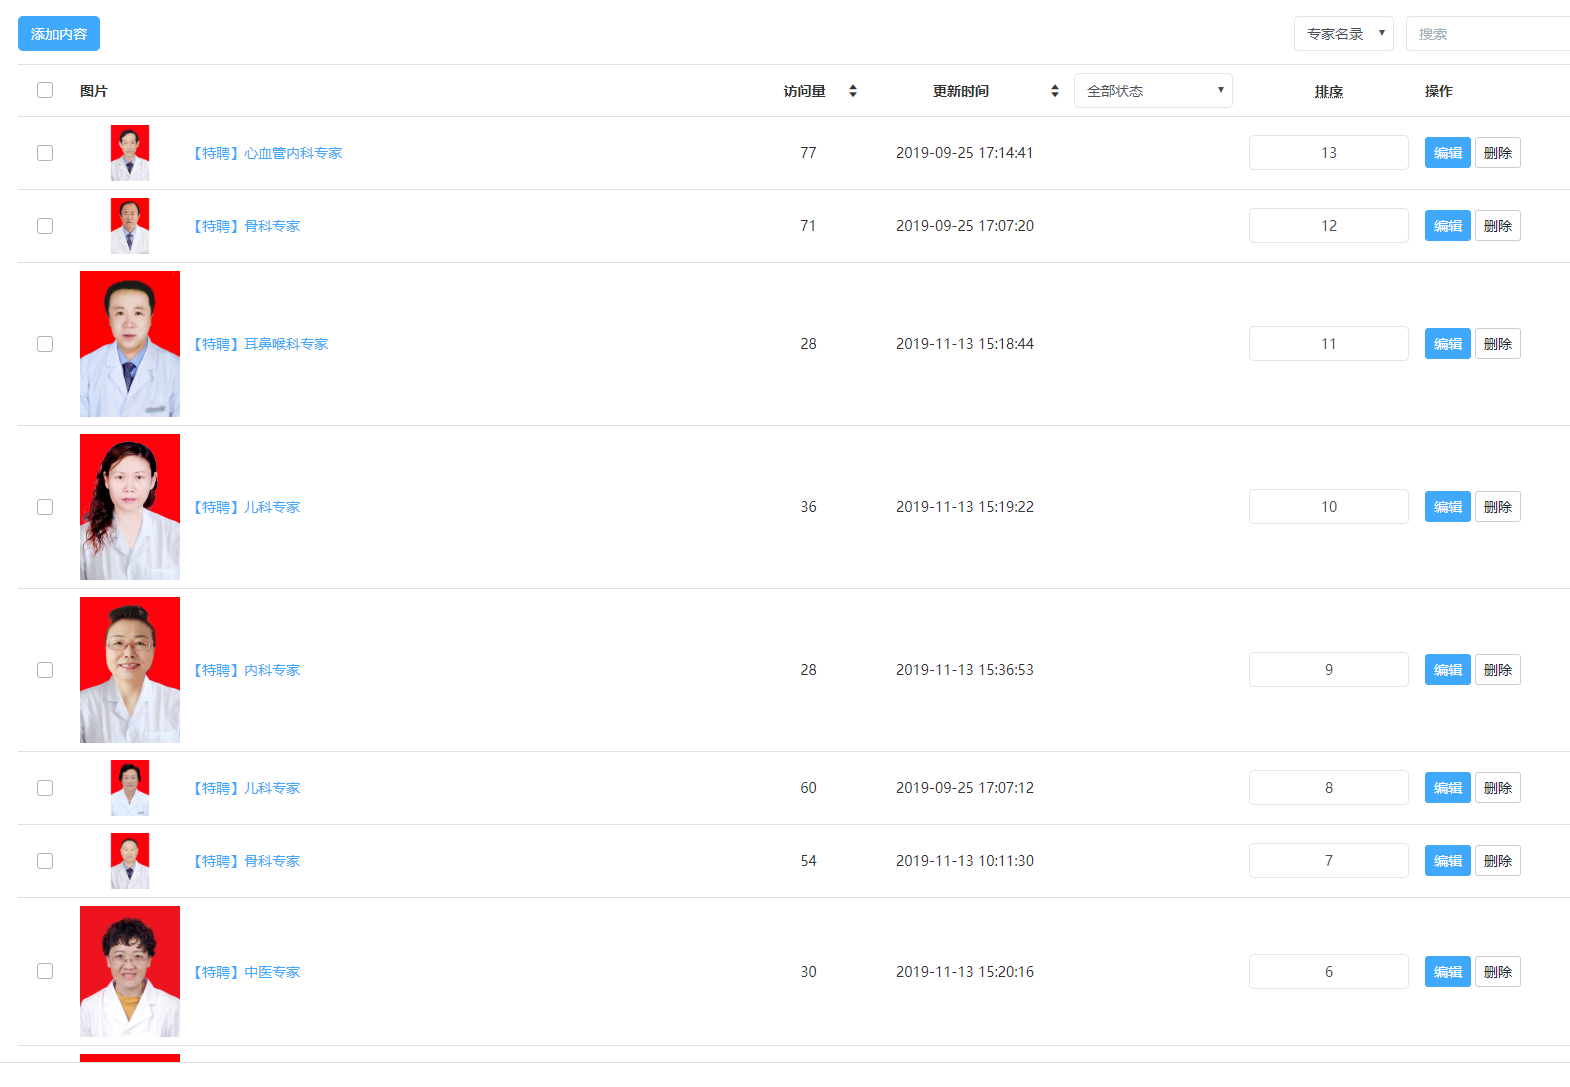 添加内容 专家名录 搜索
图片 访问量 更新时间 全部状态 排序 操作
【特聘】心血管内科专家 77 2019-09-25 17:14:41 13 编辑 删除
【特聘】骨科专家 71 2019-09-25 17:07:20 12 编辑 删除
【特聘】耳鼻喉科专家 28 2019-11-13 15:18:44 11 编辑 删除
【特聘】儿科专家 36 2019-11-13 15:19:22 10 编辑 删除
【特聘】内科专家 28 2019-11-13 15:36:53 9 编辑 删除
【特聘】儿科专家 60 2019-09-25 17:07:12 8 编辑 删除
【特聘】骨科专家 54 2019-11-13 10:11:30 7 编辑 删除
【特聘】中医专家 30 2019-11-13 15:20:16 6 编辑 删除